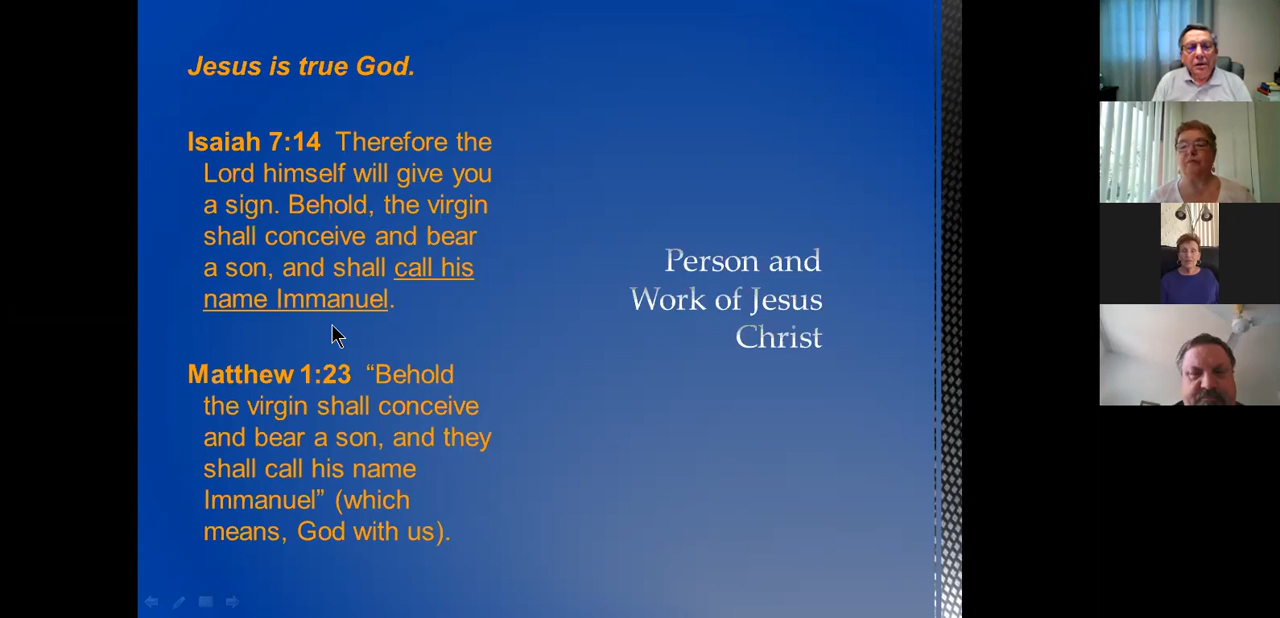 Jesus is true God.
Isaiah 7:14  Therefore the
Lord himself will give you
a sign. Behold, the virgin
shall conceive and bear
a son, and shall call his
name Immanuel.
Matthew 1:23  “Behold
the virgin shall conceive
and bear a son, and they
shall call his name
Immanuel” (which
means, God with us).
Person and
Work of Jesus
Christ